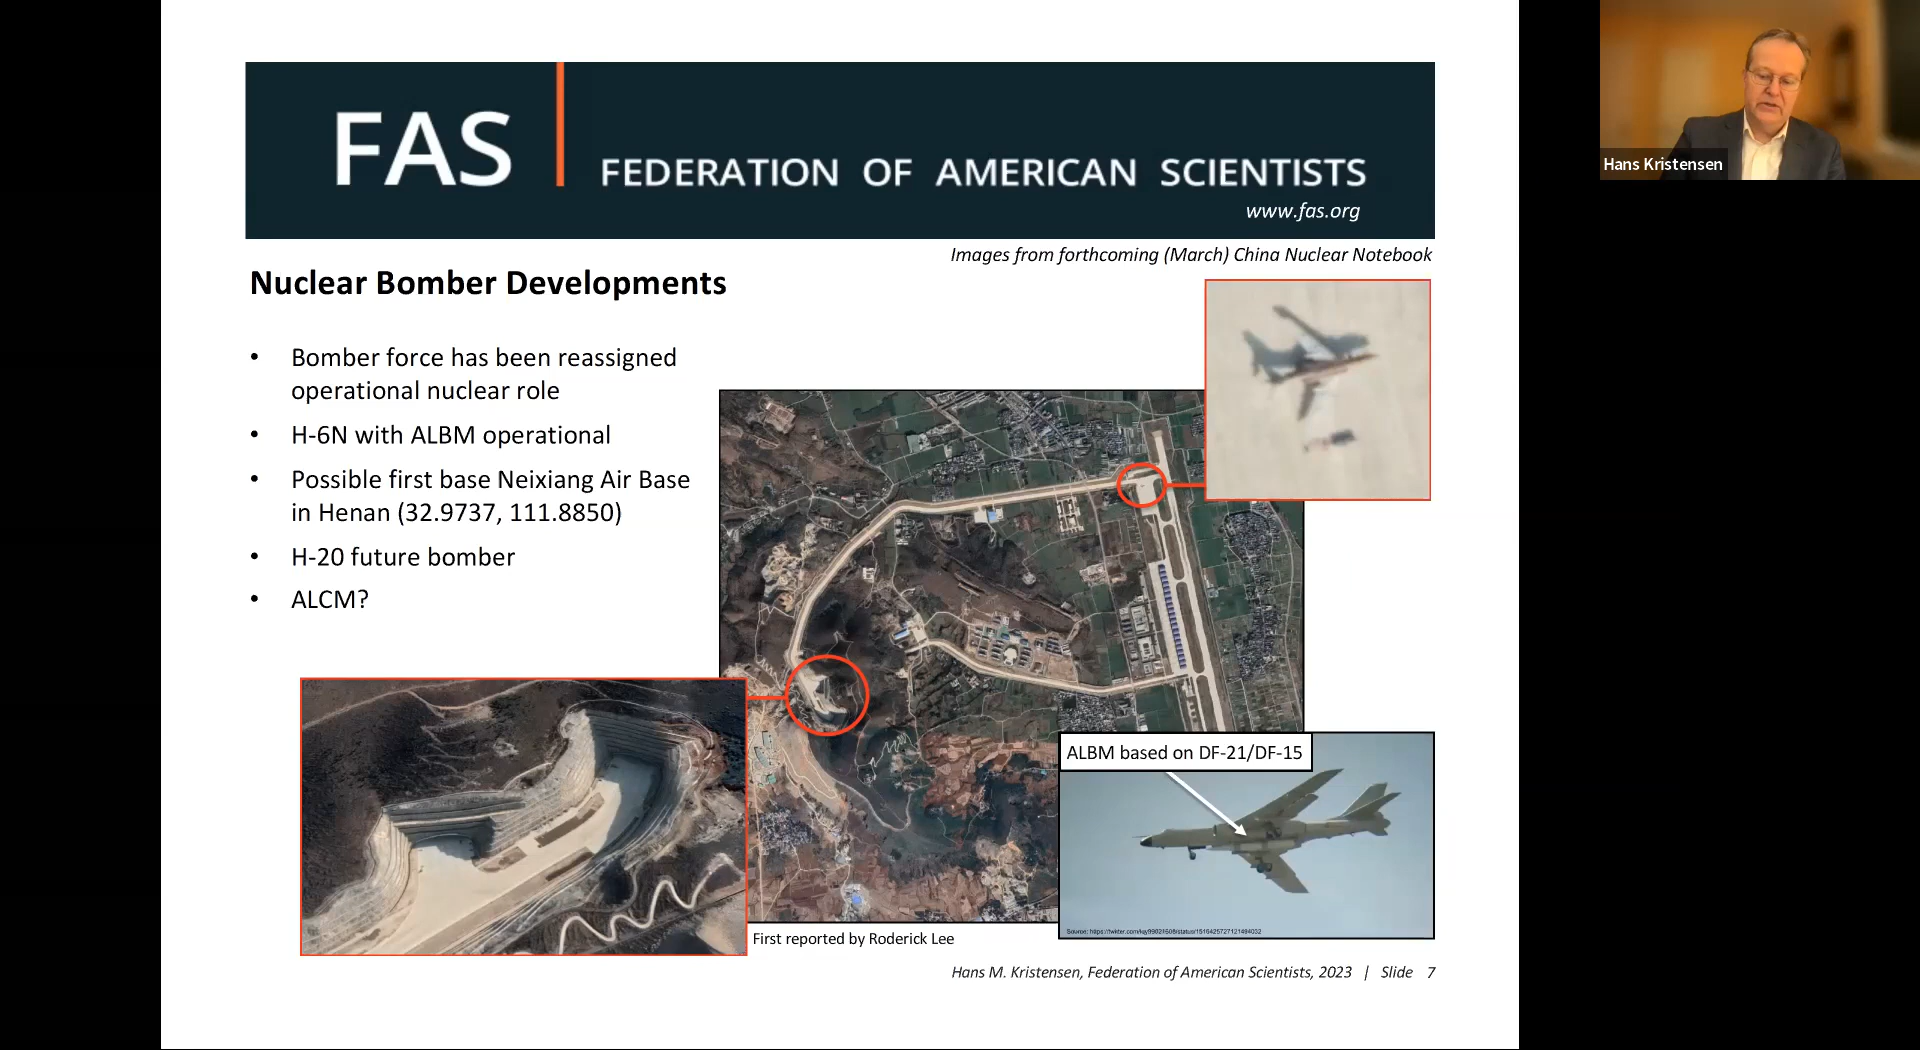 FAS
FEDERATION OF AMERICAN SCIENTISTS
www.fas.org
Hans Kristensen
Images from forthcoming (March) China Nuclear Notebook
Nuclear Bomber Developments
• Bomber force has been reassigned
operational nuclear role
• H-6N with ALBM operational
• Possible first base Neixiang Air Base
in Henan (32.9737, 111.8850)
• H-20 future bomber
• ALCM?
ALBM based on DF-21/DF-15
First reported by Roderick Lee
Hans M. Kristensen, Federation of American Scientists, 2023 | Slide 7